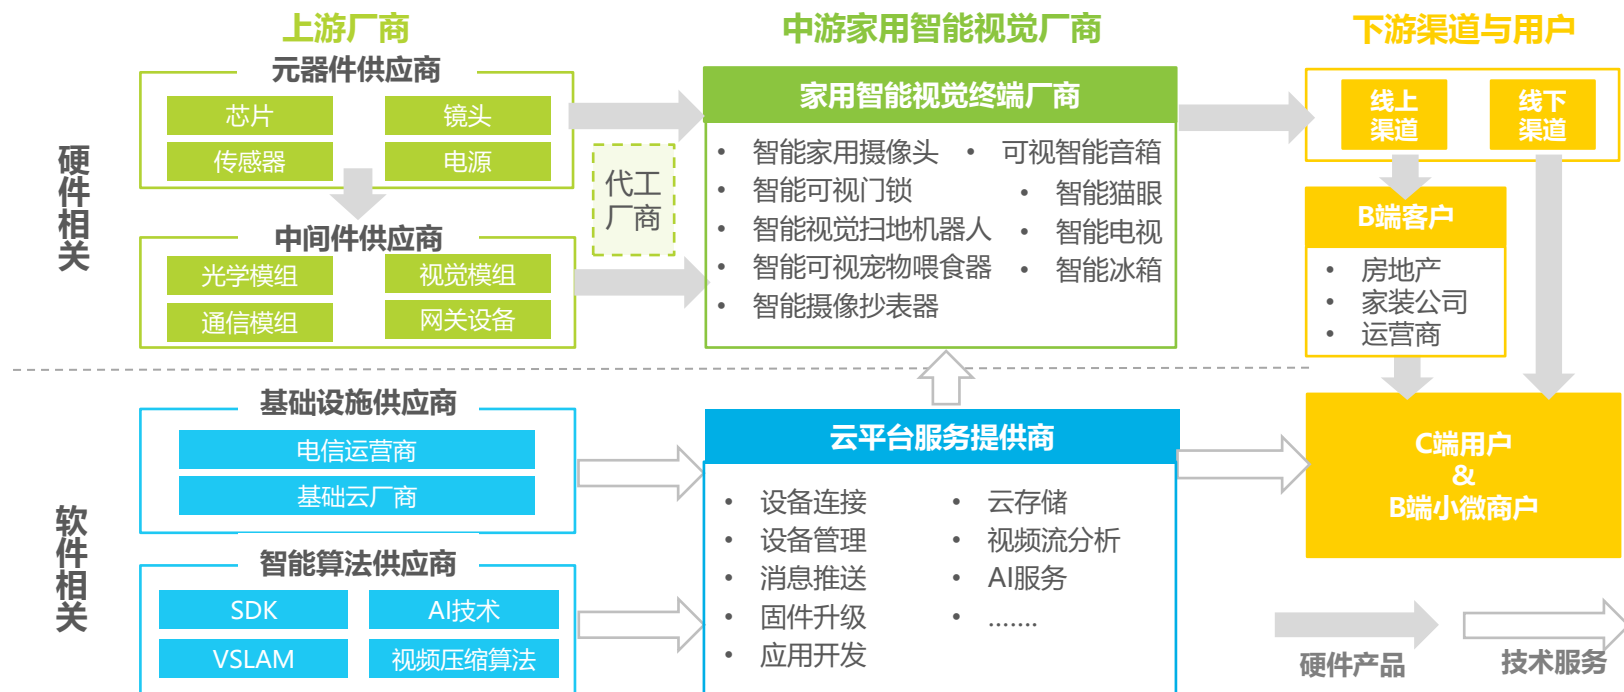 上游厂商
中游家用智能视觉厂商
下游渠道与用户
硬件相关
元器件供应商
芯片
镜头
传感器
电源
中间件供应商
光学模组
视觉模组
通信模组
网关设备
代工
厂商
家用智能视觉终端厂商
• 智能家用摄像头
• 可视智能音箱
• 智能可视门锁
• 智能猫眼
• 智能视觉扫地机器人
• 智能电视
• 智能可视宠物喂食器
• 智能冰箱
• 智能摄像抄表器
线上
渠道
线下
渠道
B端客户
• 房地产
• 家装公司
• 运营商
软件相关
基础设施供应商
电信运营商
基础云厂商
智能算法供应商
SDK
AI技术
VSLAM
视频压缩算法
云平台服务提供商
• 设备连接
• 云存储
• 设备管理
• 视频流分析
• 消息推送
• AI服务
• 固件升级
• .......
• 应用开发
C端用户
&
B端小微商户
硬件产品
技术服务